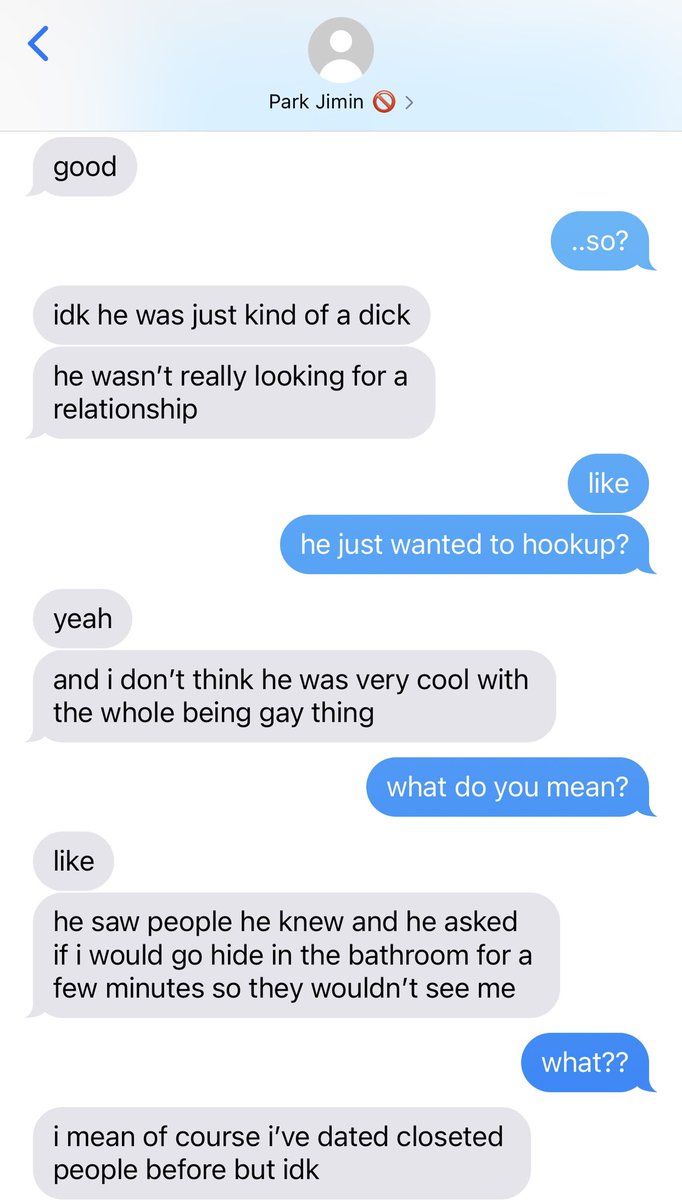 Park Jimin 🚫
good
..so?
idk he was just kind of a dick
he wasn’t really looking for a
relationship
like
he just wanted to hookup?
yeah
and i don’t think he was very cool with
the whole being gay thing
what do you mean?
like
he saw people he knew and he asked
if i would go hide in the bathroom for a
few minutes so they wouldn’t see me
what??
i mean of course i’ve dated closeted
people before but idk